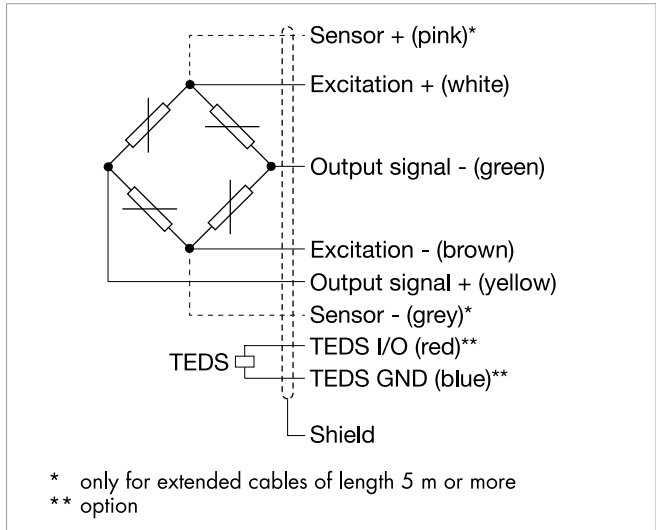 Sensor + (pink)*
Excitation + (white)
Output signal - (green)
Excitation - (brown)
Output signal + (yellow)
Sensor - (grey)*
TEDS I/O (red)**
TEDS
TEDS GND (blue)**
Shield
* only for extended cables of length 5 m or more
** option